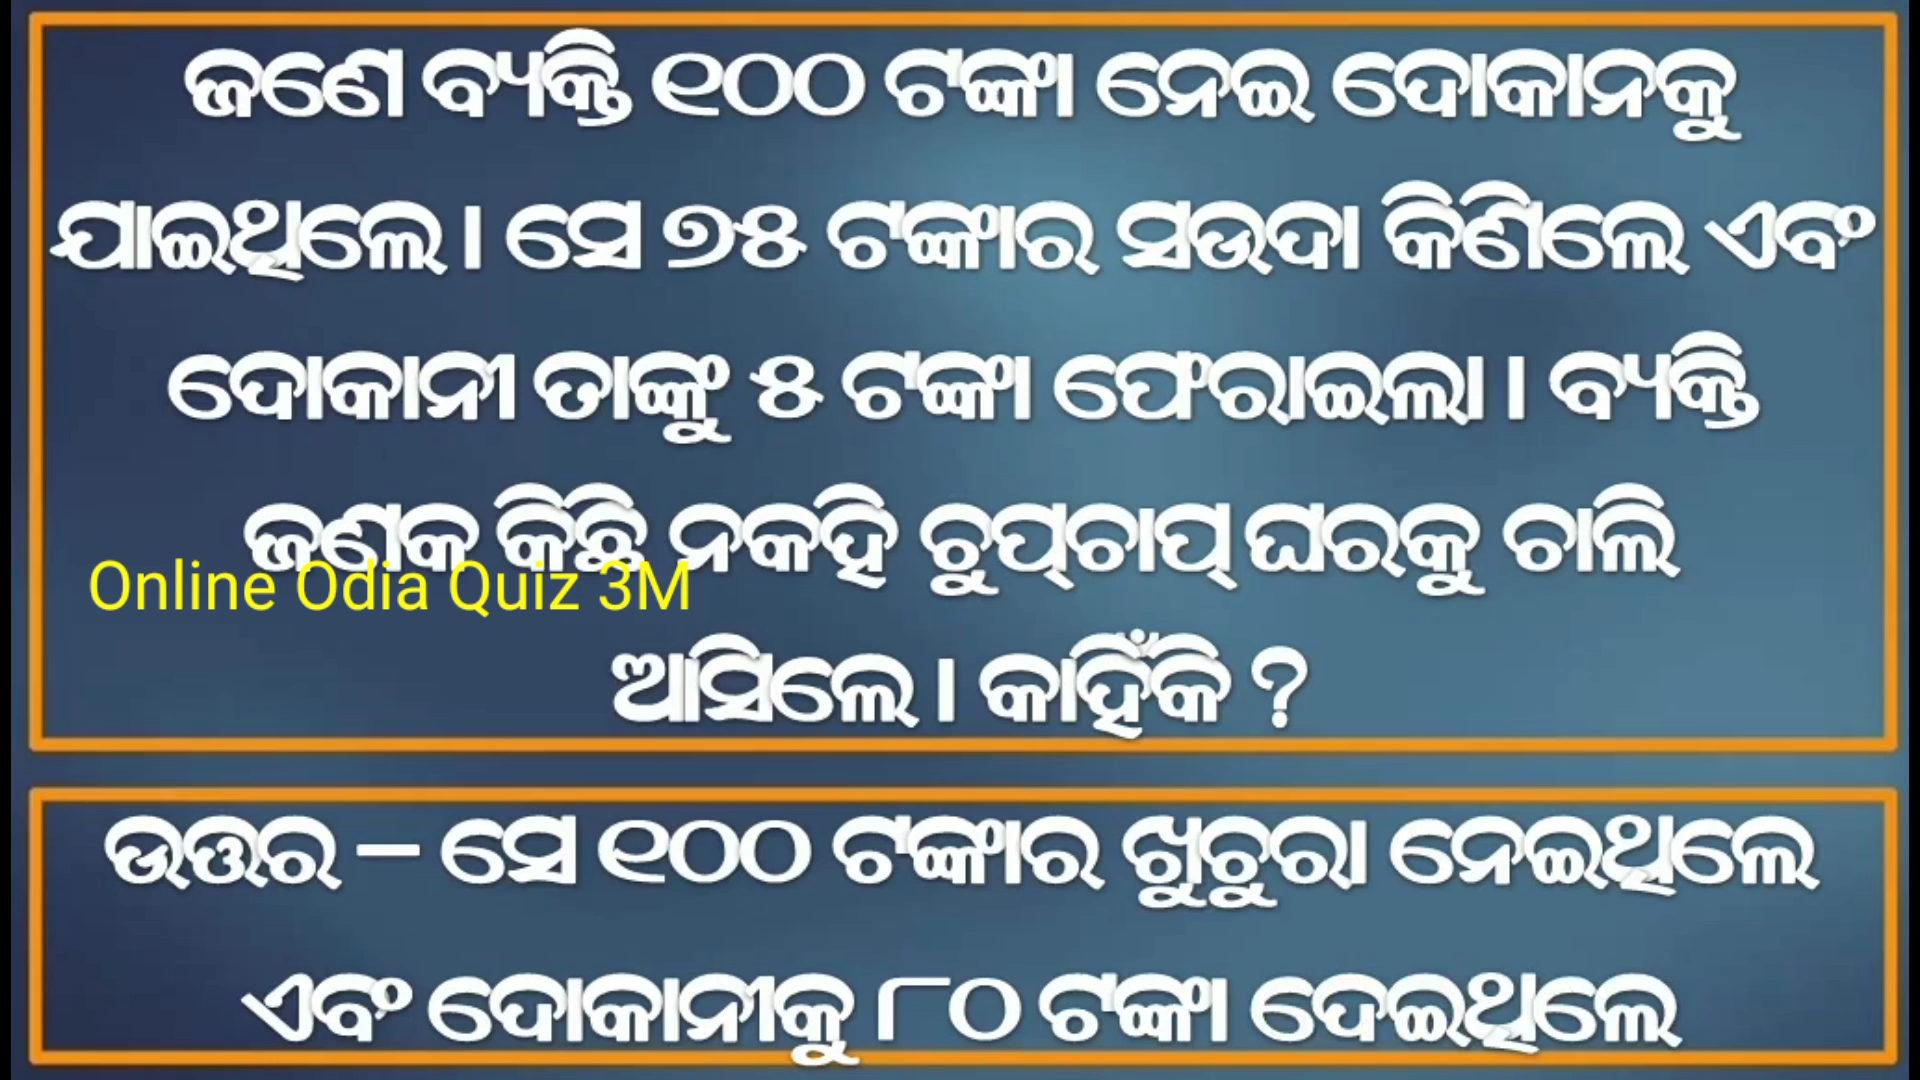 ଜଣେ ବ୍ୟକ୍ତି ୧୦୦ ଟଙ୍କା ନେଇ ଦୋକାନକୁ
ଯାଇଥିଲେ । ସେ ୭୫ ଟଙ୍କାର ସଉଦା କିଣିଲେ ଏବଂ
ଦୋକାନୀ ତାଙ୍କୁ ୫ ଟଙ୍କା ଫେରାଇଲା । ବ୍ୟକ୍ତି
ଜଣକ କିଛି ନକହି ଚୁପ୍‌ଚାପ୍ ଘରକୁ ଚାଲି
Online Odia Quiz 3M
ଆସିଲେ । କାହିଁକି ?
ଉତ୍ତର – ସେ ୧୦୦ ଟଙ୍କାର ଖୁଚୁରା ନେଇଥିଲେ
ଏବଂ ଦୋକାନୀକୁ ୮୦ ଟଙ୍କା ଦେଇଥିଲେ